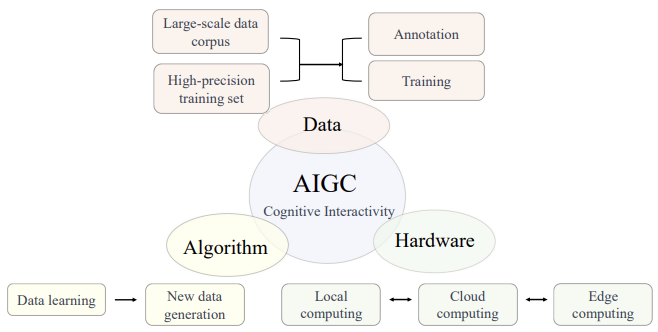 Large-scale data
corpus
Annotation
High-precision
training set
Training
Data
AIGC
Cognitive Interactivity
Algorithm
Hardware
Data learning
New data
generation
Local
computing
Cloud
computing
Edge
computing